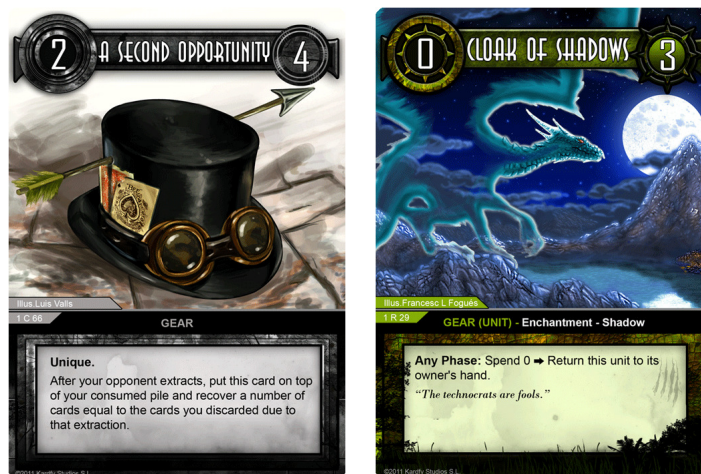 2 A SECOND OPPORTUNITY 4
Illus.Luis Valls
1 C 66
GEAR
Unique.
After your opponent extracts, put this card on top
of your consumed pile and recover a number of
cards equal to the cards you discarded due to
that extraction.
©2011 Kardfy Studios S.L.
0 CLOAK OF SHADOWS 3
Illus.Francesc L Fogués
1 R 29
GEAR (UNIT) - Enchantment - Shadow
Any Phase: Spend 0 ➡ Return this unit to its
owner's hand.
“The technocrats are fools.”
©2011 Kardfy Studios S.L.